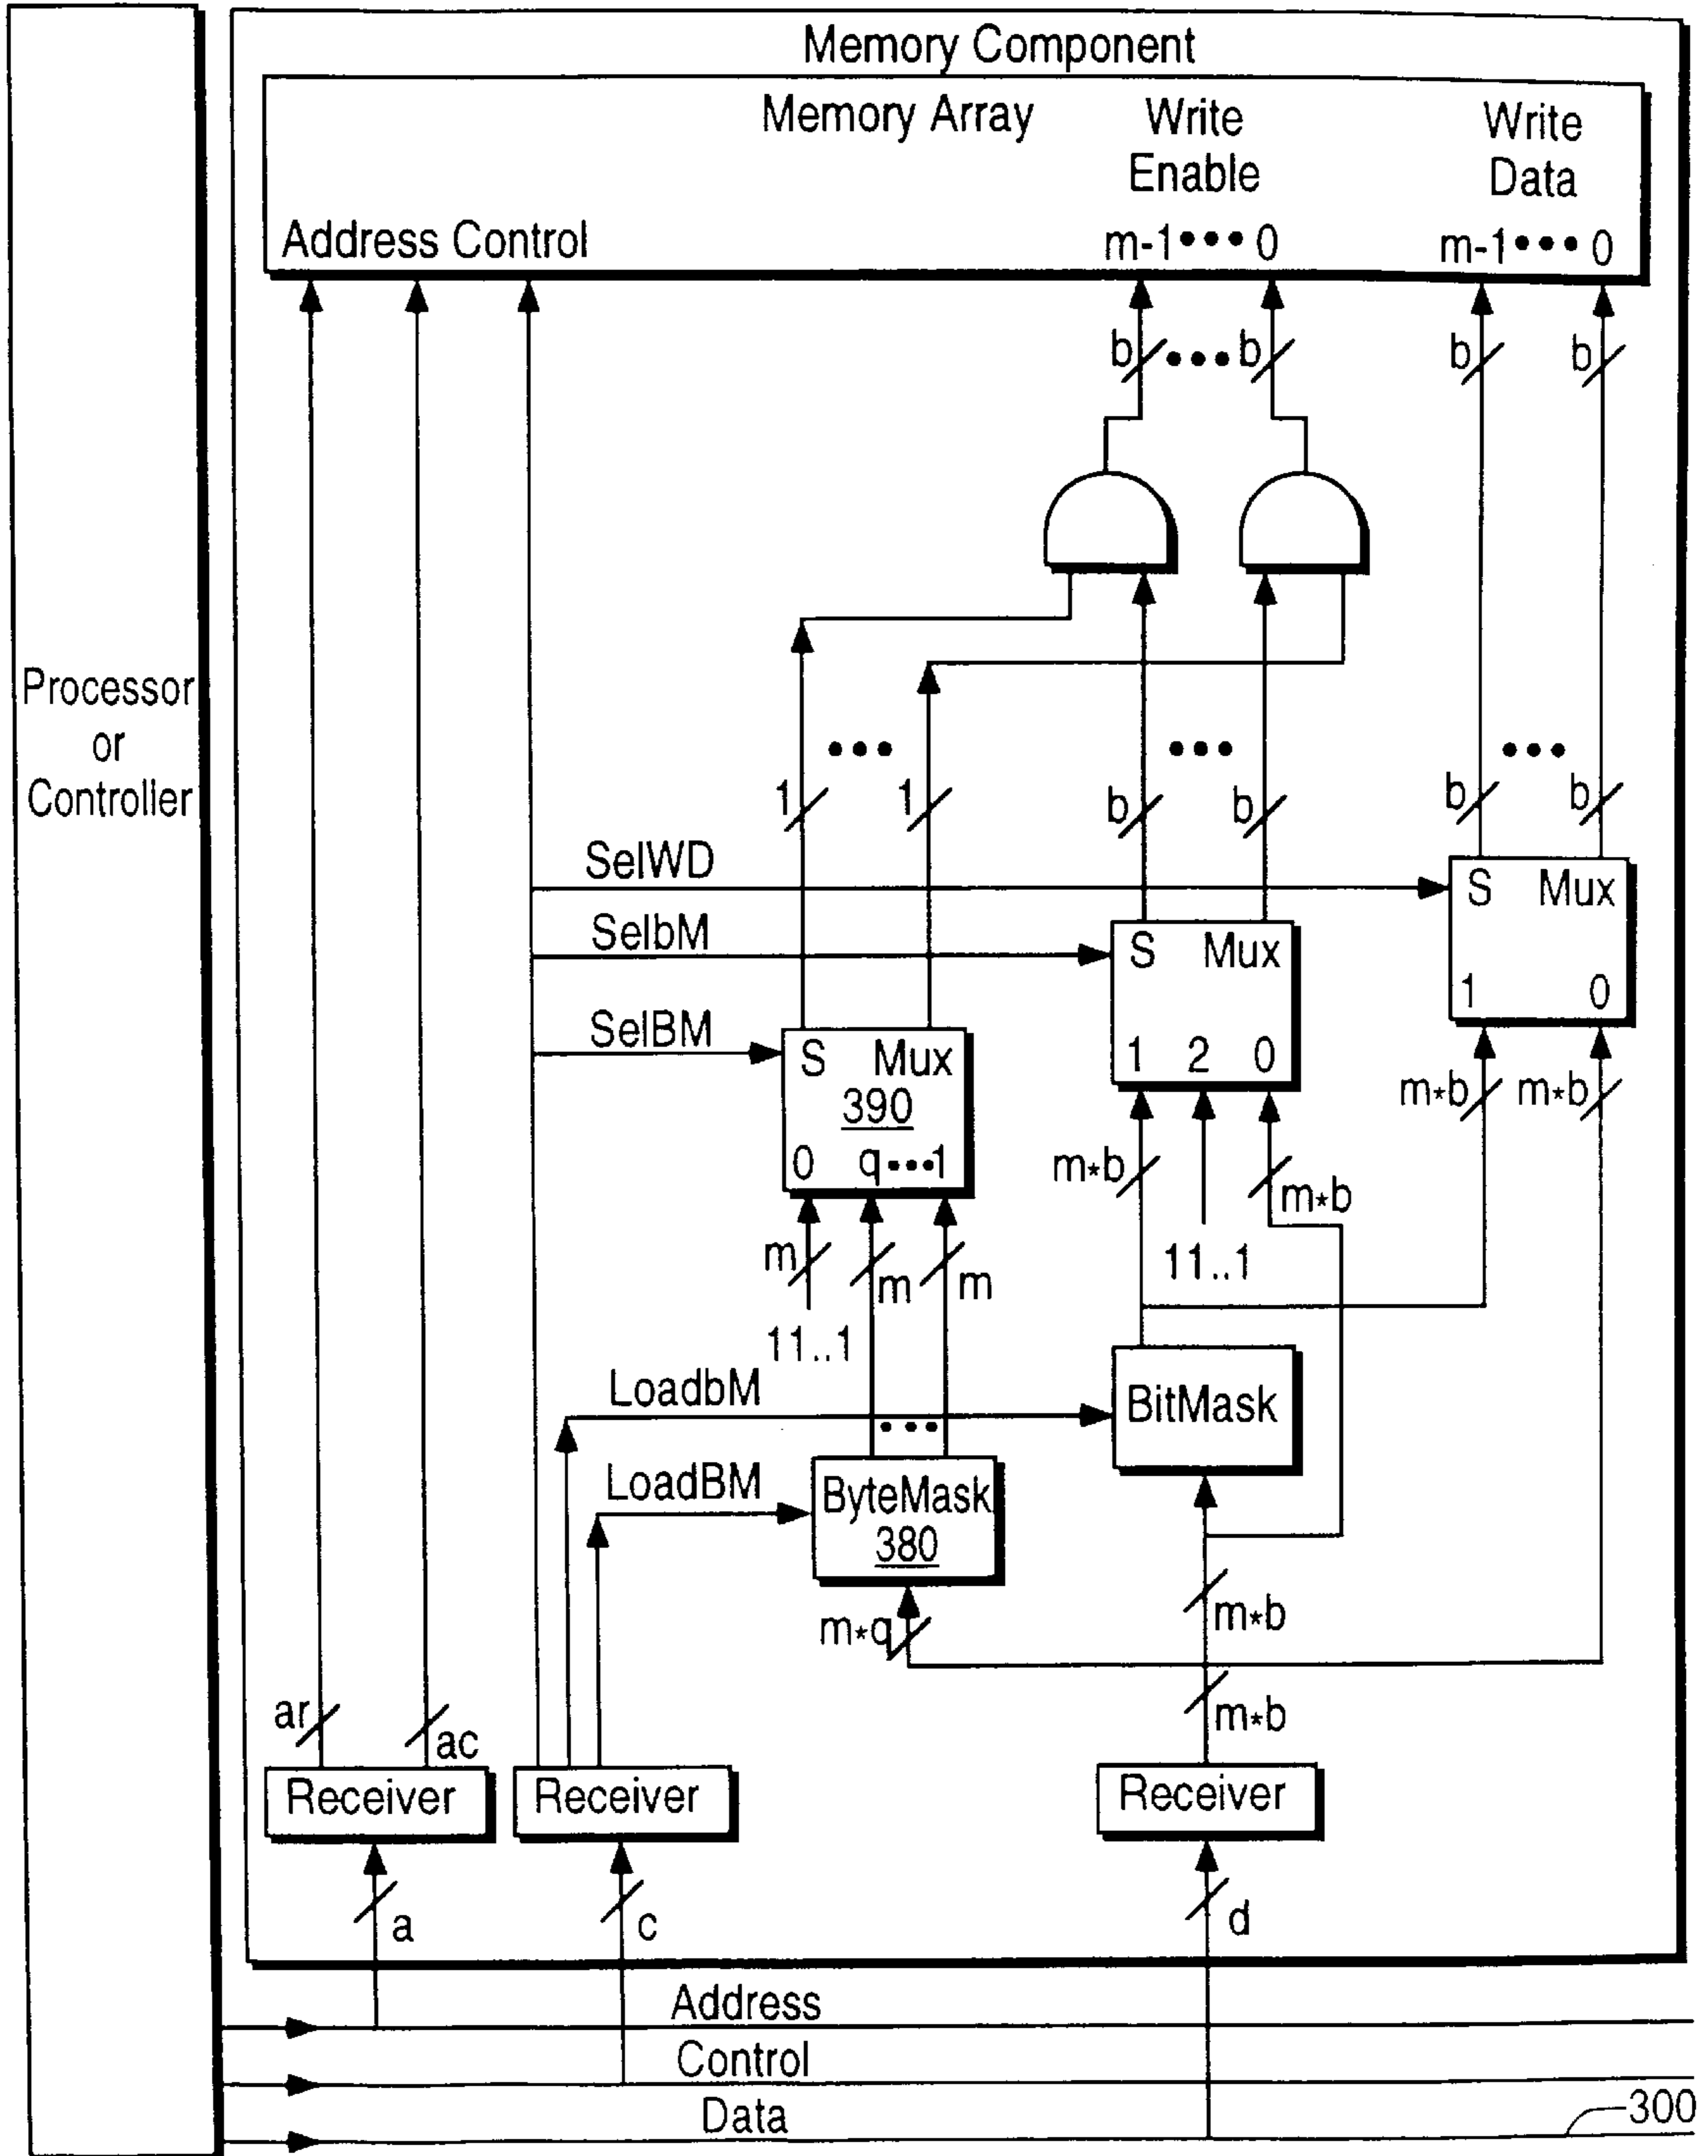 Memory Component
Memory Array
Write Enable
Write Data
Address Control
m-1••• 0
m-1••• 0
b ••• b
b
b
Processor
or
Controller
••• ••• •••
1
1
b
b
b
b
SelWD
S Mux
1 0
SelbM
S Mux
1 2 0
SelBM
S Mux
390
0 q•••1
m*b
m*b
m*b
m*b
m
m
m
11..1
11..1
LoadbM
BitMask
•••
LoadBM
ByteMask
380
m*q
m*b
m*b
ar
ac
Receiver
Receiver
Receiver
a
c
d
Address
Control
Data
300